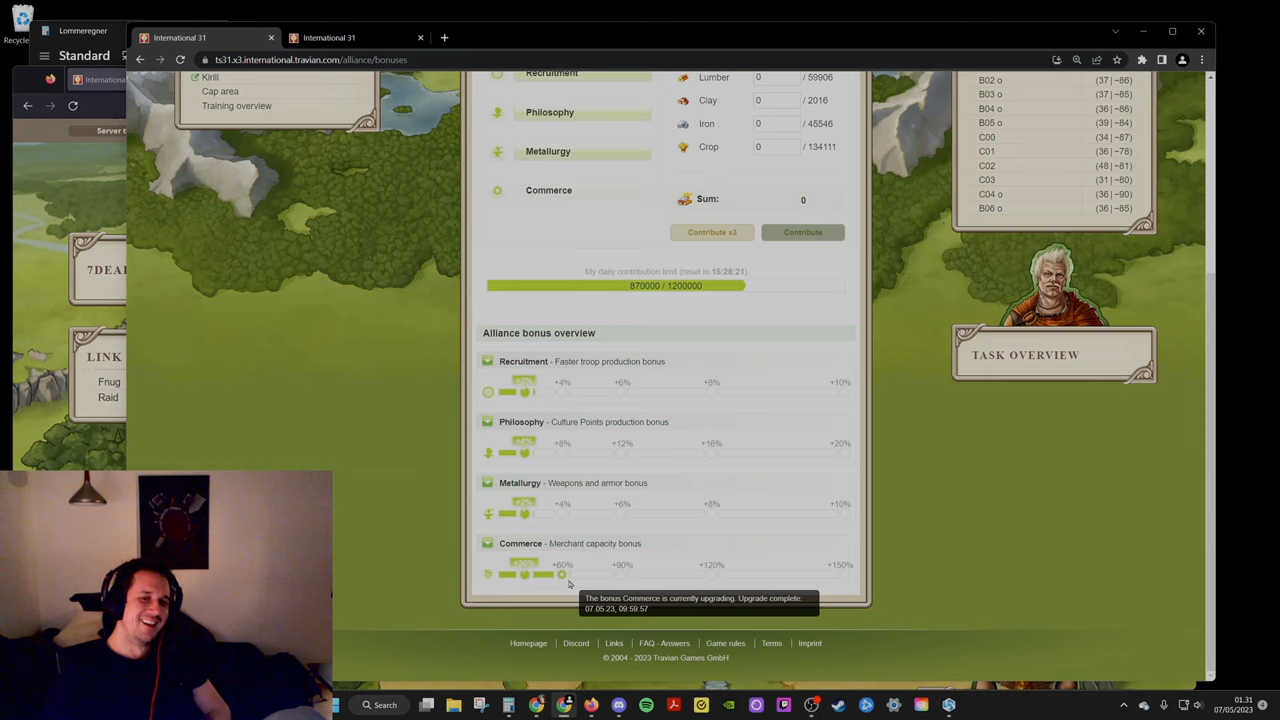 Recycle
Lommeregner
Standard
International
Server ti
7DEAD
LINK
Fnug
Raid
International 31
International 31
ts31.x3.international.travian.com/alliance/bonuses
Kirill
Cap area
Training overview
Recruitment
Philosophy
Metallurgy
Commerce
Lumber 0 / 59906
Clay 0 / 2016
Iron 0 / 45546
Crop 0 / 134111
Sum: 0
Contribute x3 Contribute
My daily contribution limit (reset in 15:28:21)
870000 / 1200000
Alliance bonus overview
Recruitment - Faster troop production bonus
+2% +4% +6% +8% +10%
Philosophy - Culture Points production bonus
+4% +8% +12% +16% +20%
Metallurgy - Weapons and armor bonus
+2% +4% +6% +8% +10%
Commerce - Merchant capacity bonus
+30% +60% +90% +120% +150%
The bonus Commerce is currently upgrading. Upgrade complete:
07.05.23, 09:59:57
Homepage Discord Links FAQ - Answers Game rules Terms Imprint
© 2004 - 2023 Travian Games GmbH
B02 o (37|−86)
B03 o (37|−85)
B04 o (36|−86)
B05 o (39|−84)
C00 (34|−87)
C01 (36|−78)
C02 (48|−81)
C03 (31|−80)
C04 o (36|−90)
B06 o (36|−85)
TASK OVERVIEW
Search
01.31
07/05/2023